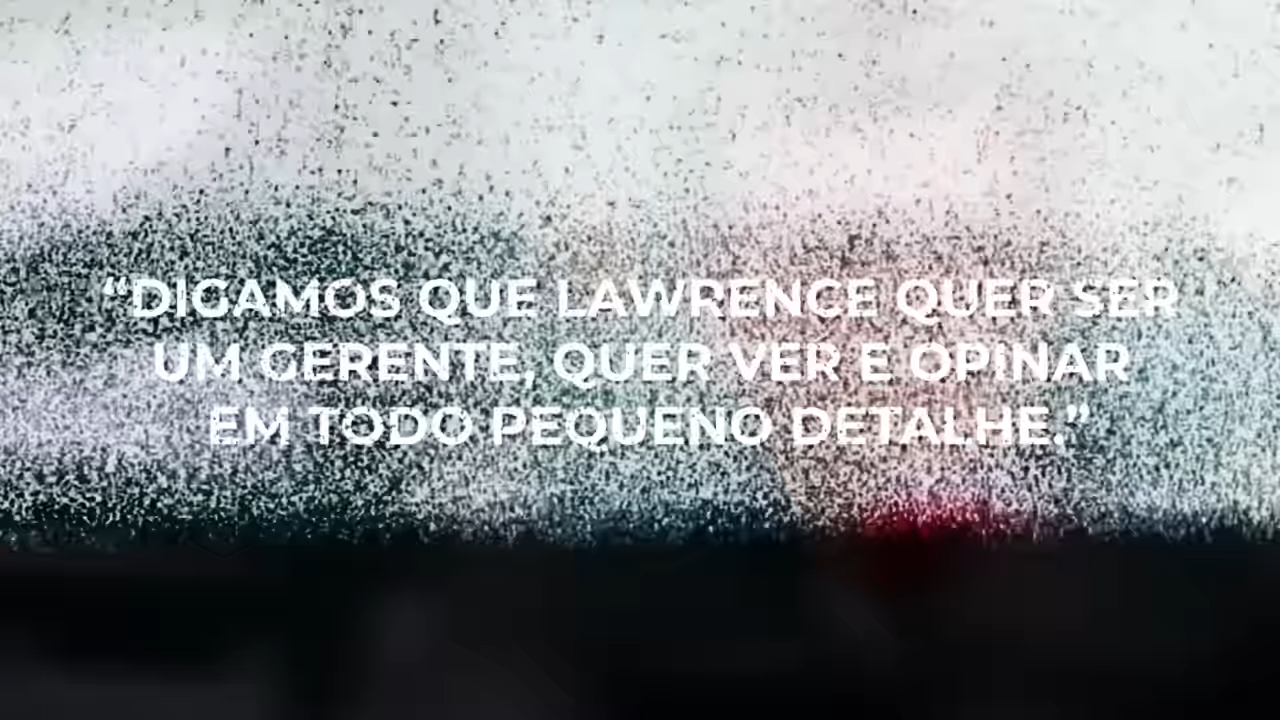 “DIGAMOS QUE LAWRENCE QUER SER
UM GERENTE, QUER VER E OPINAR
EM TODO PEQUENO DETALHE.”